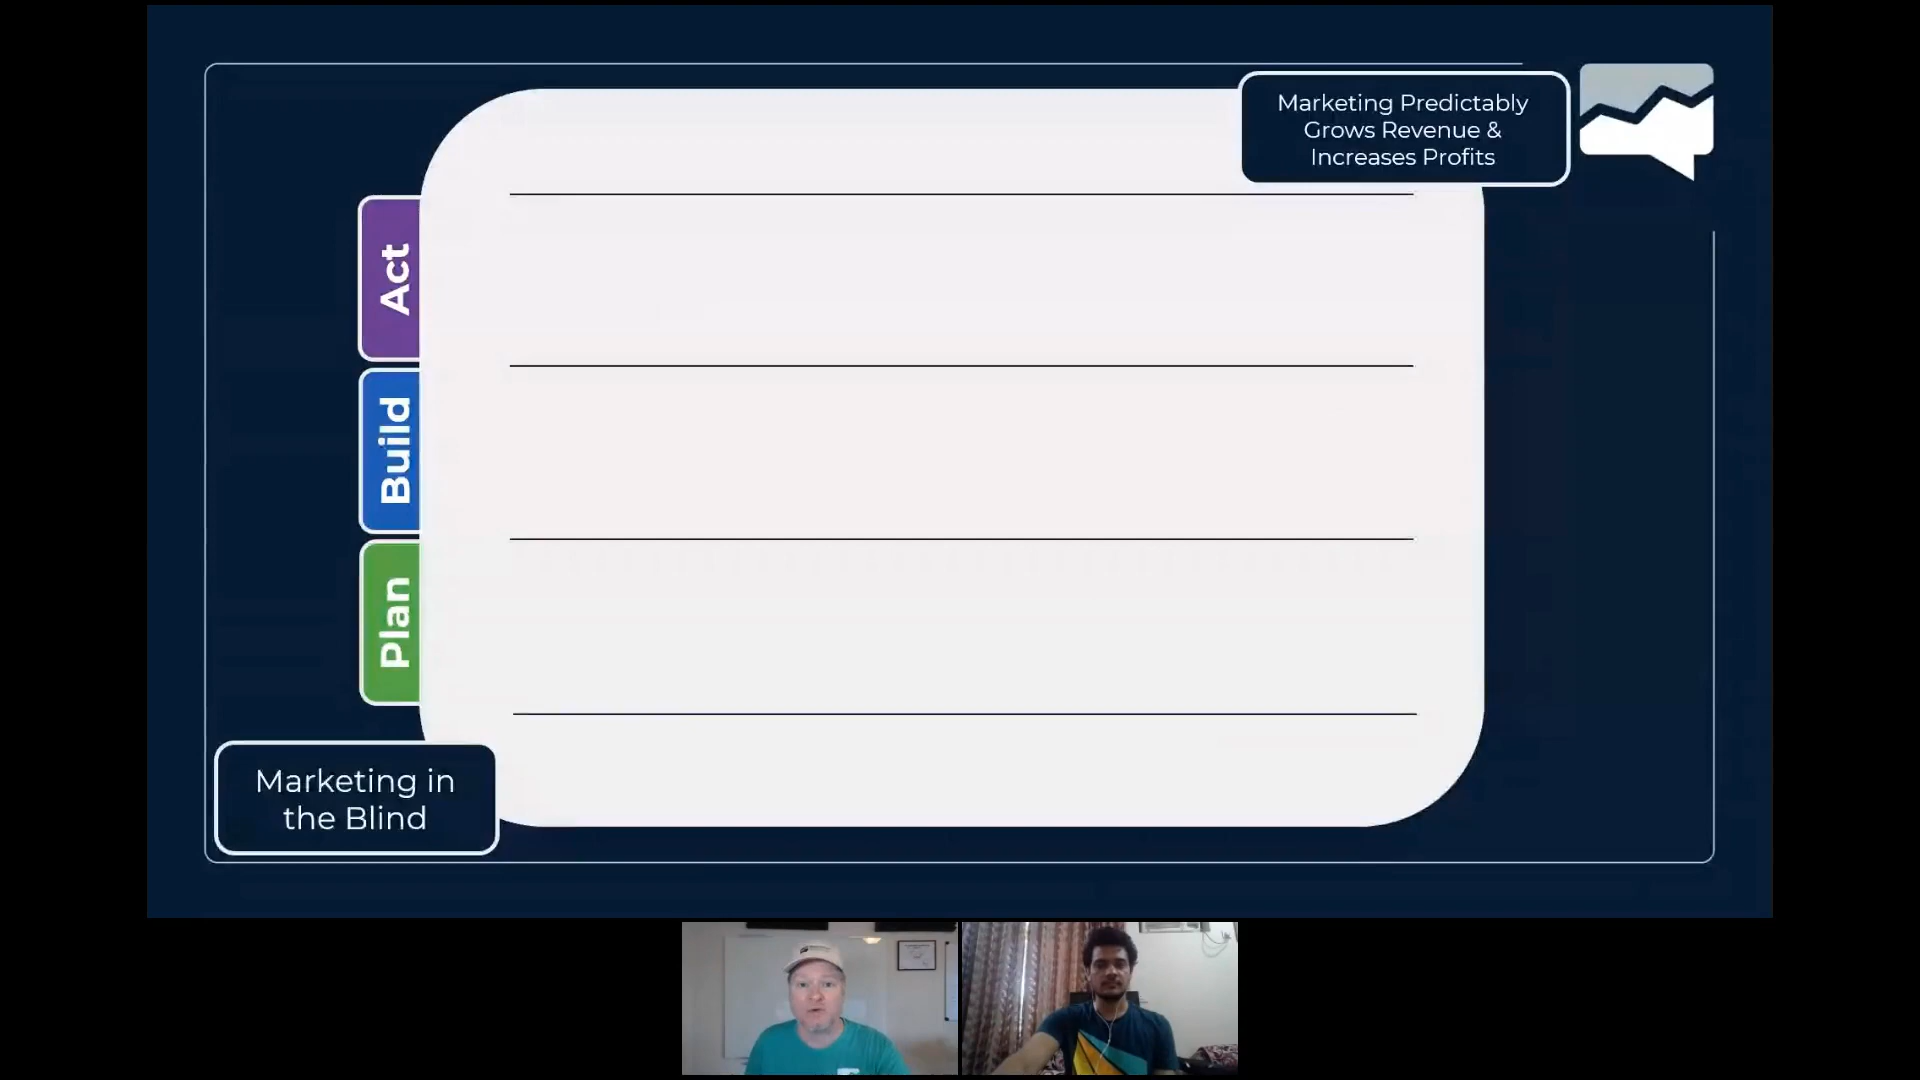 Marketing Predictably
Grows Revenue &
Increases Profits
Act
Build
Plan
Marketing in
the Blind